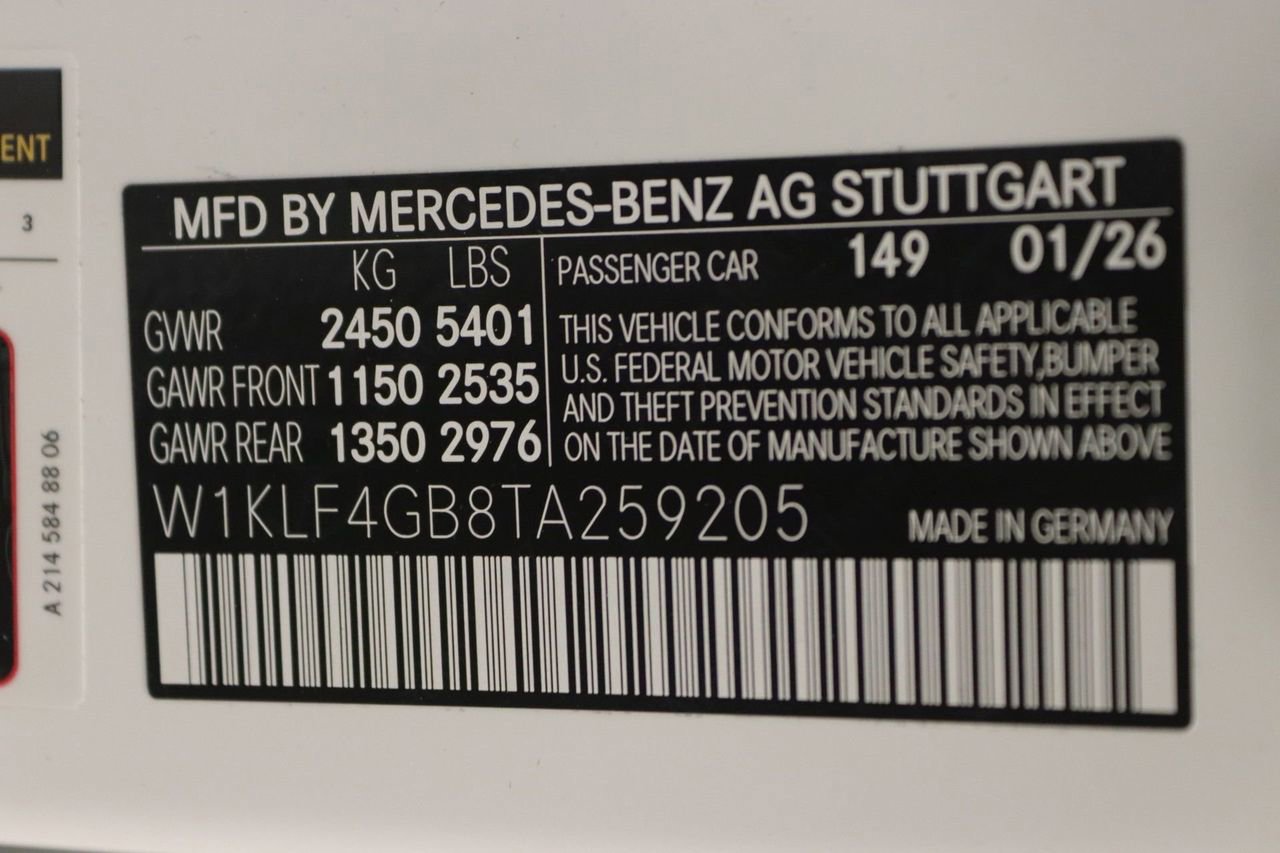 ENT
3
A 214 584 88 06
MFD BY MERCEDES-BENZ AG STUTTGART
KG LBS
GVWR 2450 5401
GAWR FRONT 1150 2535
GAWR REAR 1350 2976
PASSENGER CAR 149 01/26
THIS VEHICLE CONFORMS TO ALL APPLICABLE
U.S. FEDERAL MOTOR VEHICLE SAFETY,BUMPER
AND THEFT PREVENTION STANDARDS IN EFFECT
ON THE DATE OF MANUFACTURE SHOWN ABOVE
W1KLF4GB8TA259205
MADE IN GERMANY